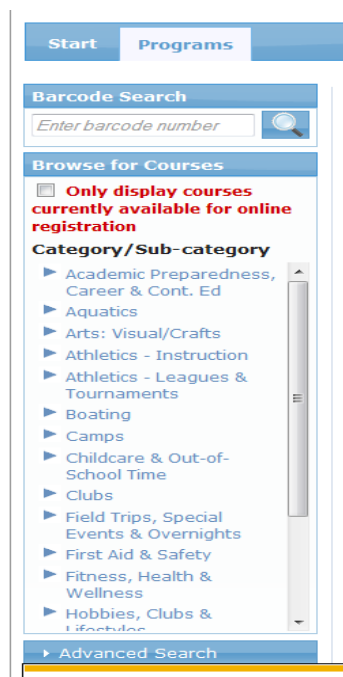 Start Programs
Barcode Search
Enter barcode number
Browse for Courses
Only display courses
currently available for online
registration
Category/Sub-category
Academic Preparedness,
Career & Cont. Ed
Aquatics
Arts: Visual/Crafts
Athletics - Instruction
Athletics - Leagues &
Tournaments
Boating
Camps
Childcare & Out-of-
School Time
Clubs
Field Trips, Special
Events & Overnights
First Aid & Safety
Fitness, Health &
Wellness
Hobbies, Clubs &
Lifestyles
Advanced Search